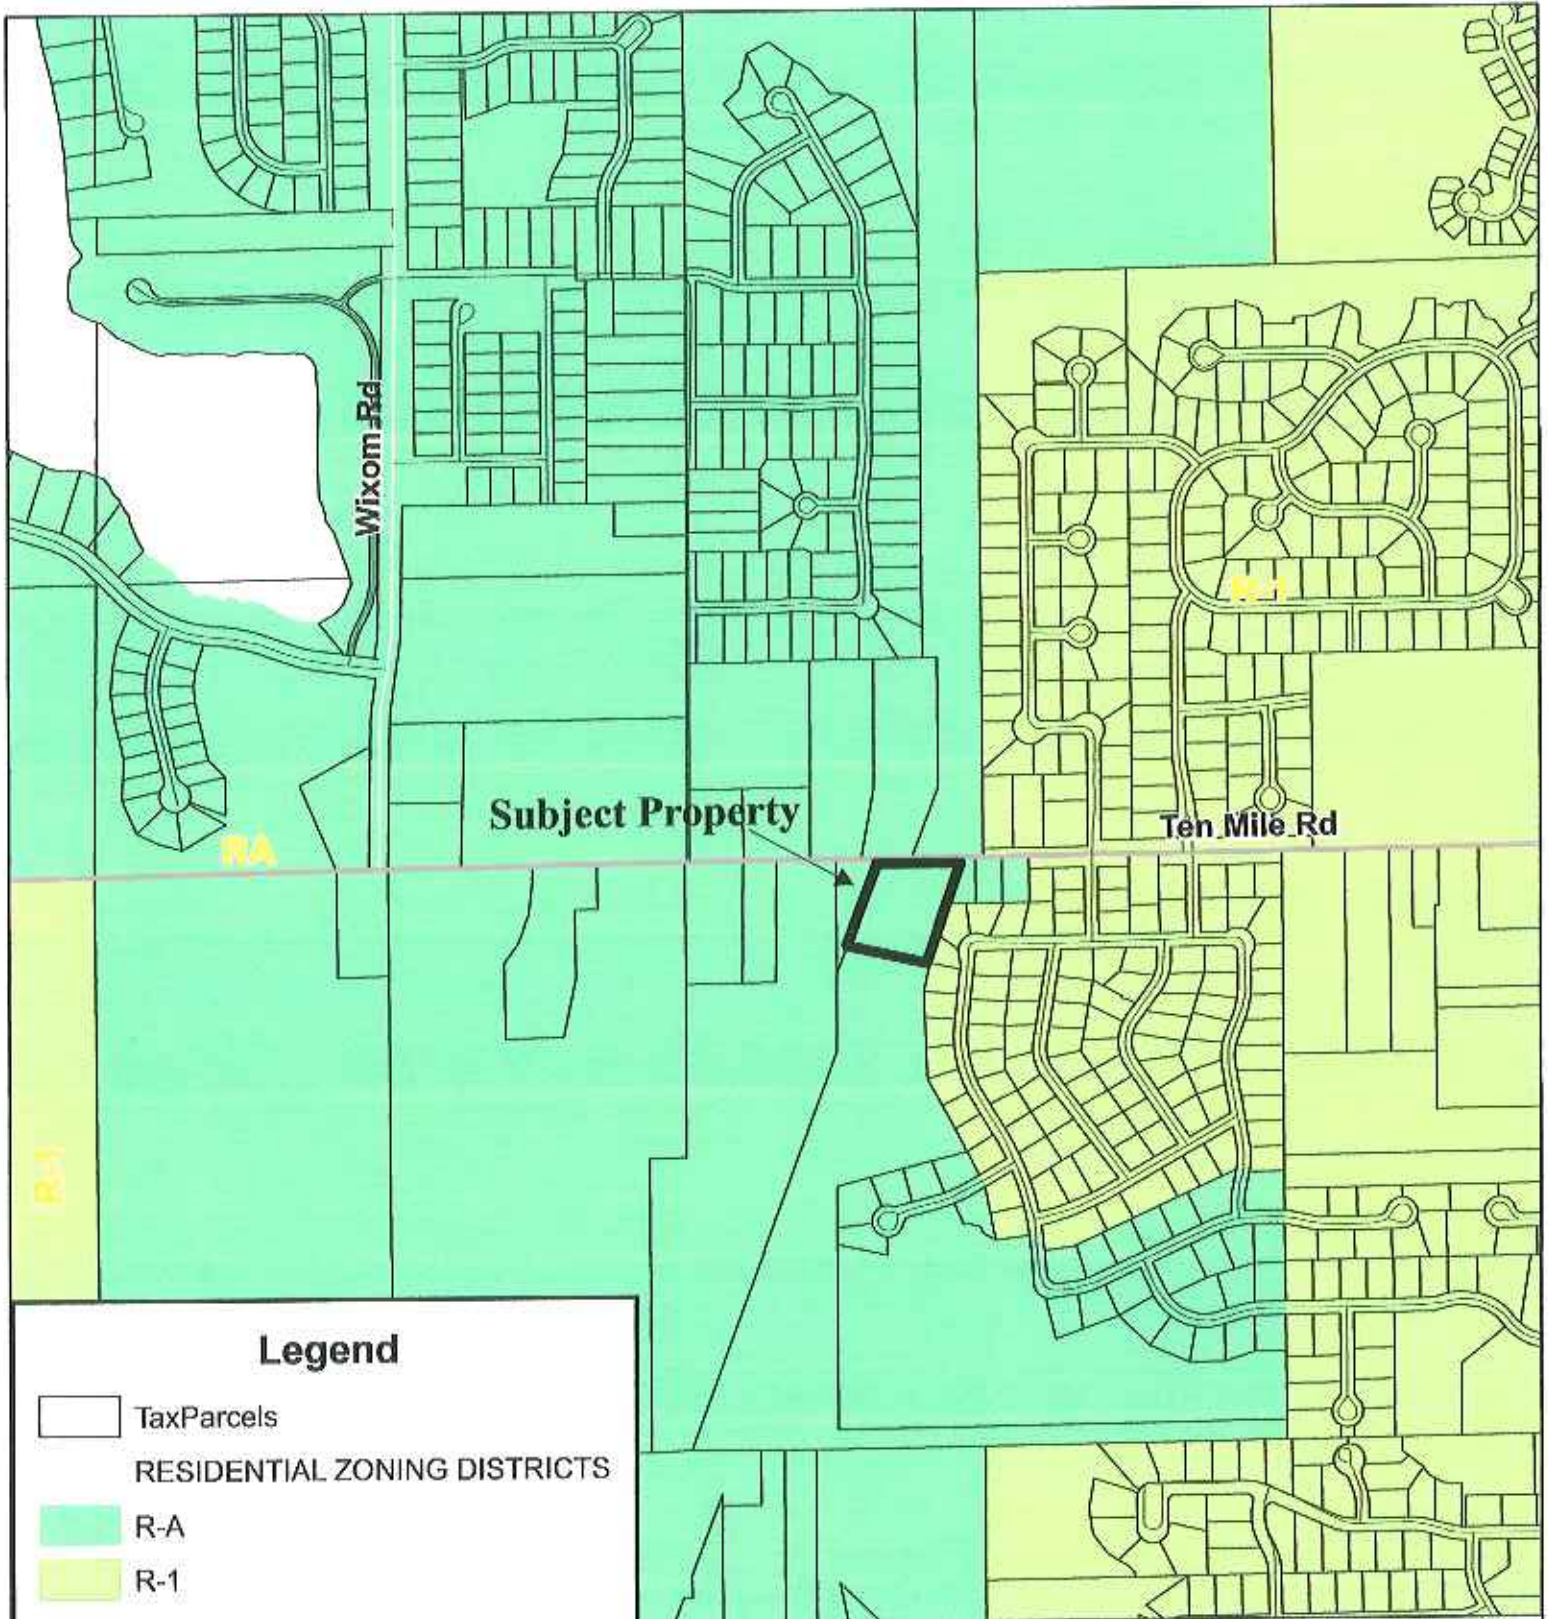 Wixom Rd
R-1
Subject Property
Ten Mile Rd
RA
R-1
Legend
TaxParcels
RESIDENTIAL ZONING DISTRICTS
R-A
R-1